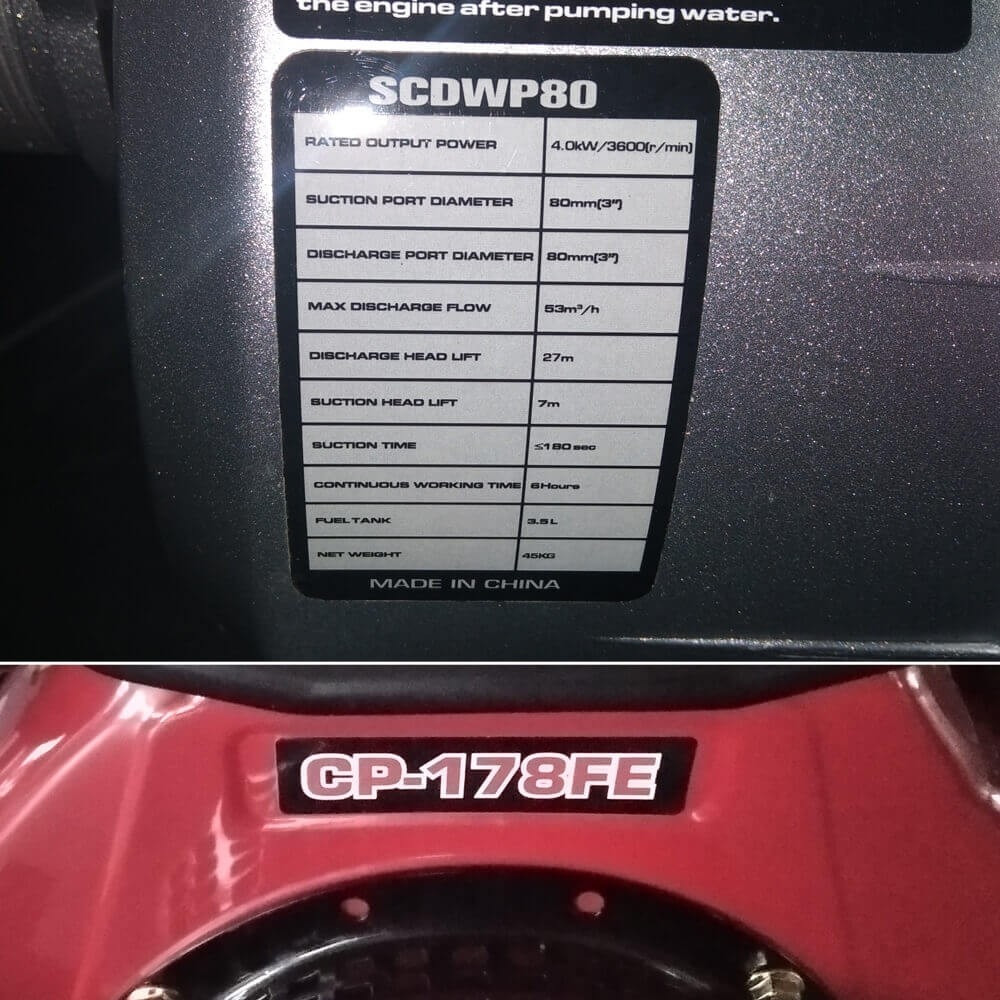 the engine after pumping water.
SCDWP80
RATED OUTPUT POWER 4.0kW/3600(r/min)
SUCTION PORT DIAMETER 80mm(3")
DISCHARGE PORT DIAMETER 80mm(3")
MAX DISCHARGE FLOW 53m³/h
DISCHARGE HEAD LIFT 27m
SUCTION HEAD LIFT 7m
SUCTION TIME ≤180 sec
CONTINUOUS WORKING TIME 6Hours
FUEL TANK 3.5L
NET WEIGHT 45KG
MADE IN CHINA
CP-178FE